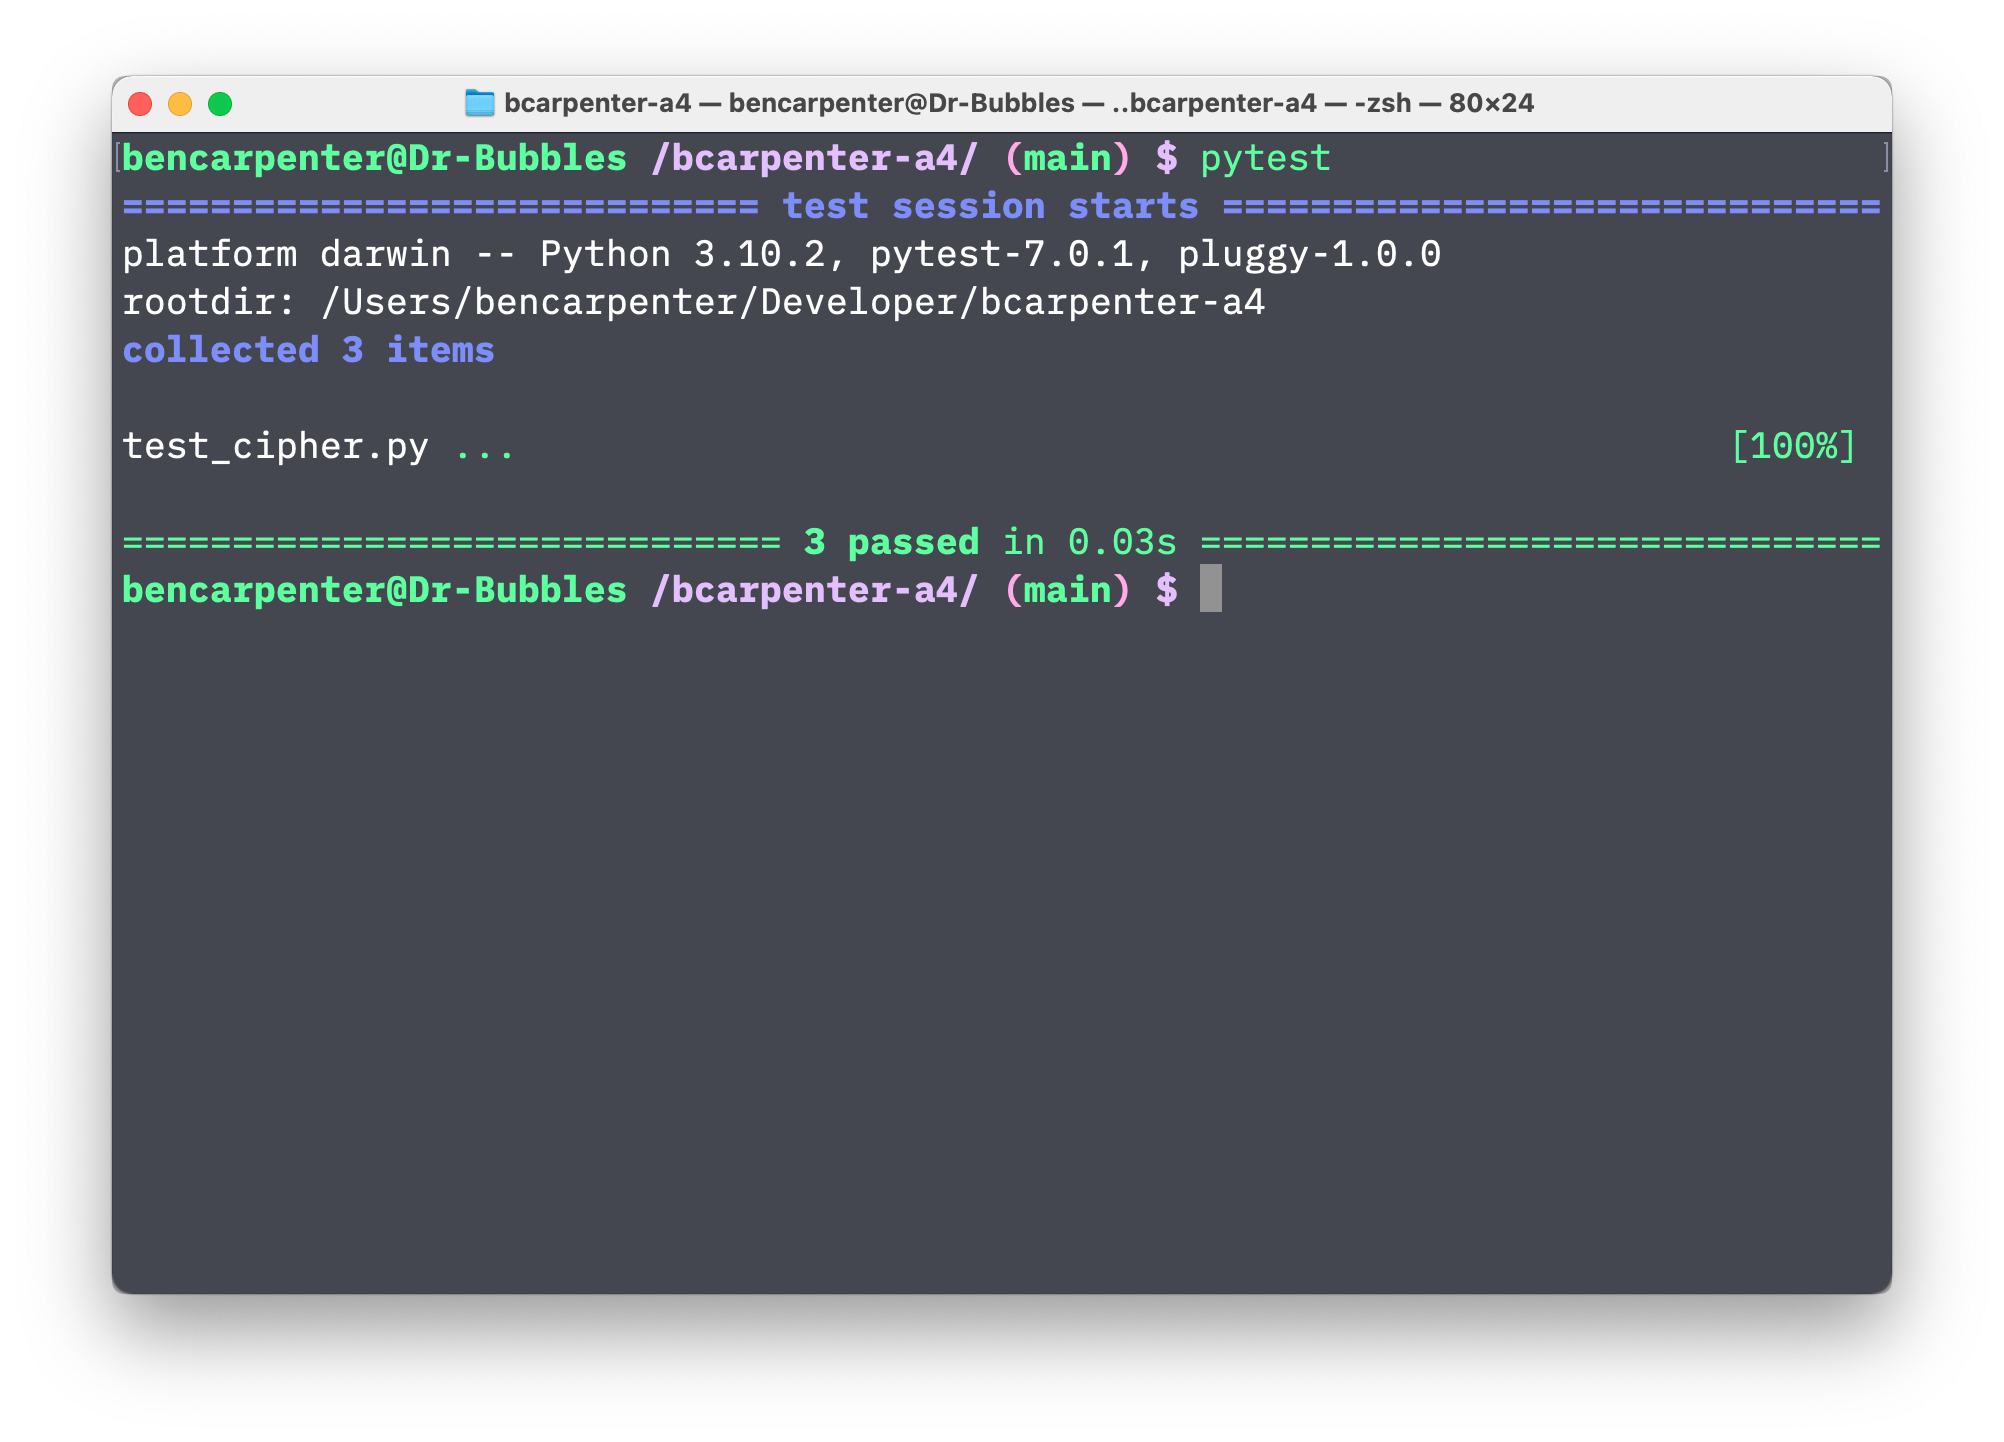 bcarpenter-a4 — bencarpenter@Dr-Bubbles — ..bcarpenter-a4 — -zsh — 80×24
[bencarpenter@Dr-Bubbles /bcarpenter-a4/ (main) $ pytest ]
============================= test session starts ==============================
platform darwin -- Python 3.10.2, pytest-7.0.1, pluggy-1.0.0
rootdir: /Users/bencarpenter/Developer/bcarpenter-a4
collected 3 items
test_cipher.py ... [100%]
============================== 3 passed in 0.03s ===============================
bencarpenter@Dr-Bubbles /bcarpenter-a4/ (main) $